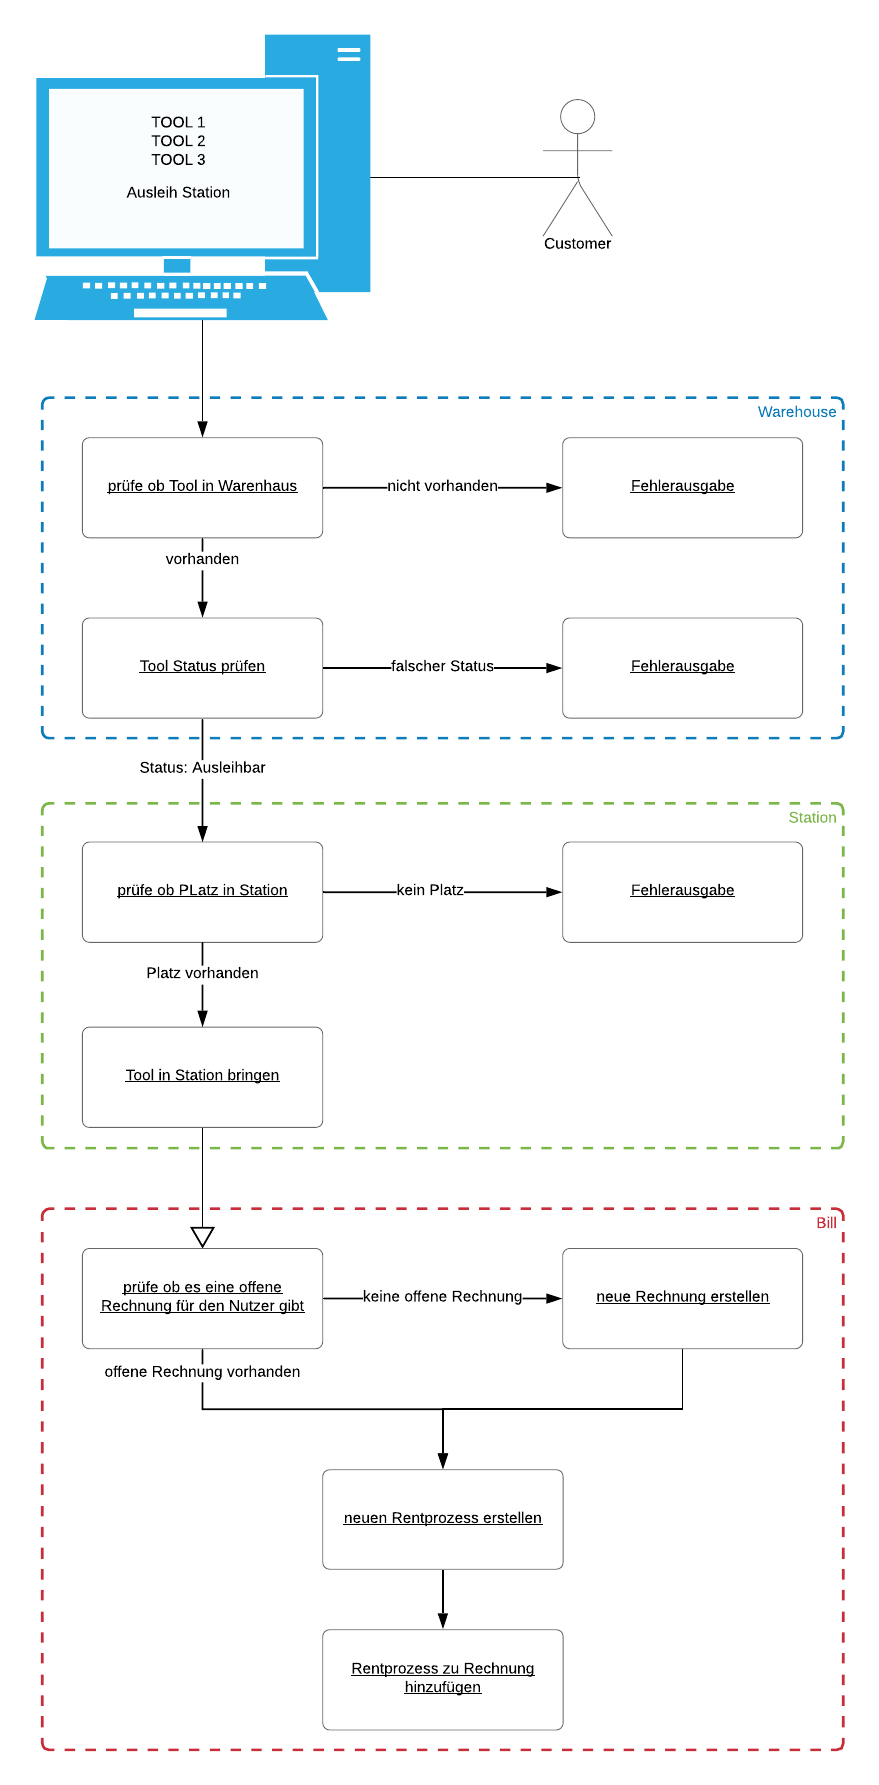 TOOL 1
TOOL 2
TOOL 3
Ausleih Station
Customer
Warehouse
prüfe ob Tool in Warenhaus
nicht vorhanden
Fehlerausgabe
vorhanden
Tool Status prüfen
falscher Status
Fehlerausgabe
Status: Ausleihbar
Station
prüfe ob PLatz in Station
kein Platz
Fehlerausgabe
Platz vorhanden
Tool in Station bringen
Bill
prüfe ob es eine offene
Rechnung für den Nutzer gibt
keine offene Rechnung
neue Rechnung erstellen
offene Rechnung vorhanden
neuen Rentprozess erstellen
Rentprozess zu Rechnung
hinzufügen